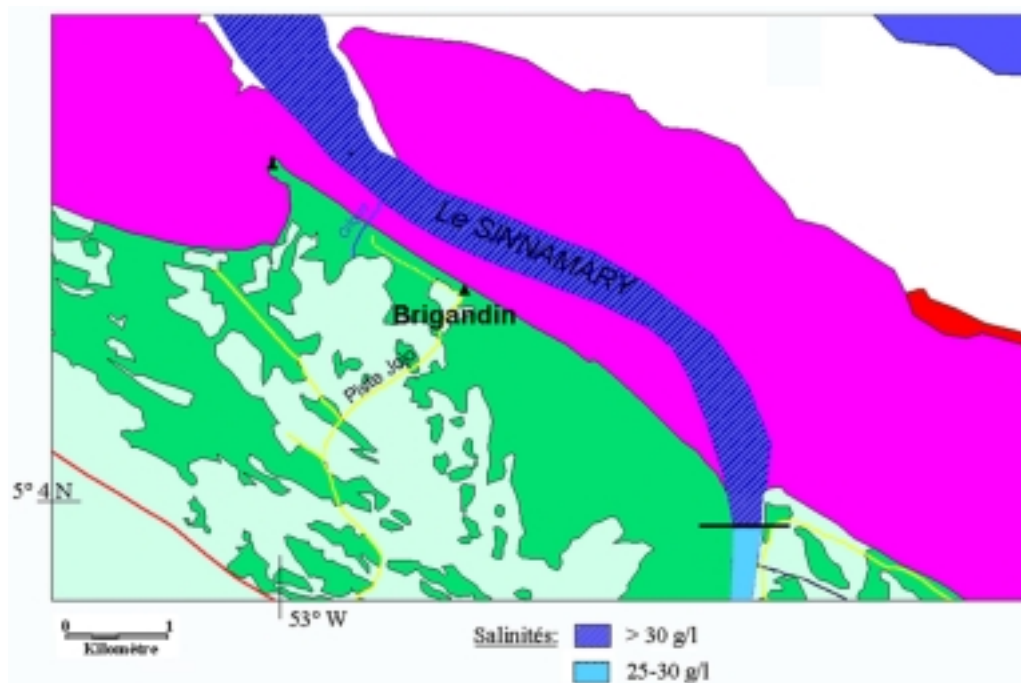 Le SINNAMARY
Brigandin
Piste Jojo
5° 4 N
53° W
0 1
Kilomètre
Salinités:
> 30 g/l
25-30 g/l